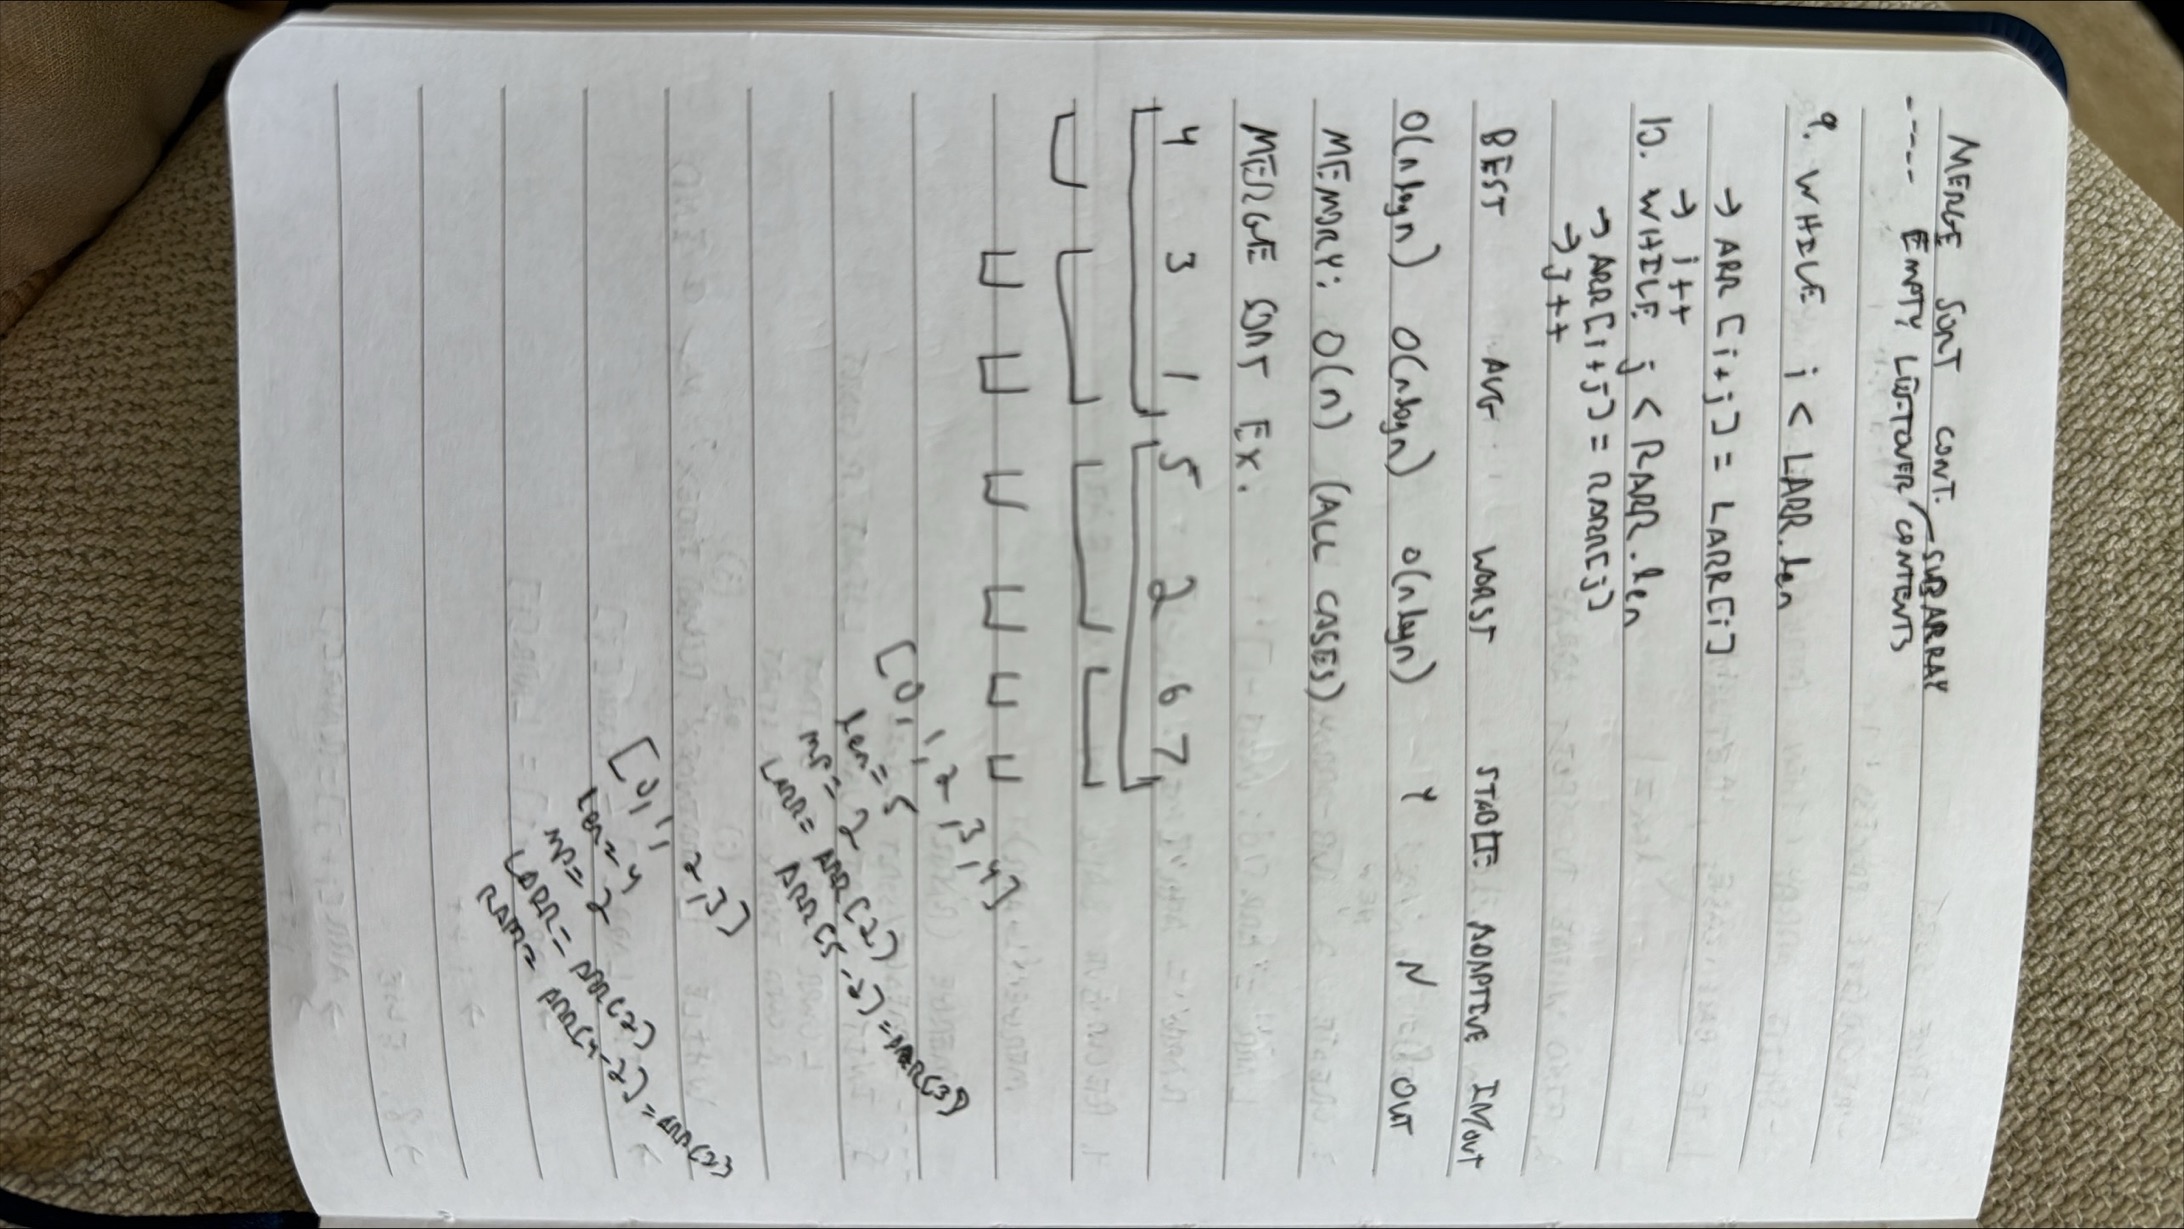 MERGE SORT CONT.
---- EMPTY LEFTOVER CONTENTS
SUBARRAY
9. WHILE i < LARR.len
→ ARR[i+j] = LARR[i]
→ i++
10. WHILE j < RARR.len
→ ARR[i+j] = RARR[j]
→ j++
BEST AVG WORST STABLE ADAPTIVE IN/OUT
O(nlogn) O(nlogn) O(nlogn) Y N OUT
MEMORY: O(n) (ALL CASES)
MERGE SORT EX.
4 3 1 5 2 6 7
[0, 1, 2, 3, 4]
len = 5
mp = 2
LARR = ARR[2]
ARR[5-2] = ARR[3]
[0, 1, 2, 3]
len = 4
mp = 2
LARR = ARR[2]
RARR = ARR[4-2] = ARR[2]